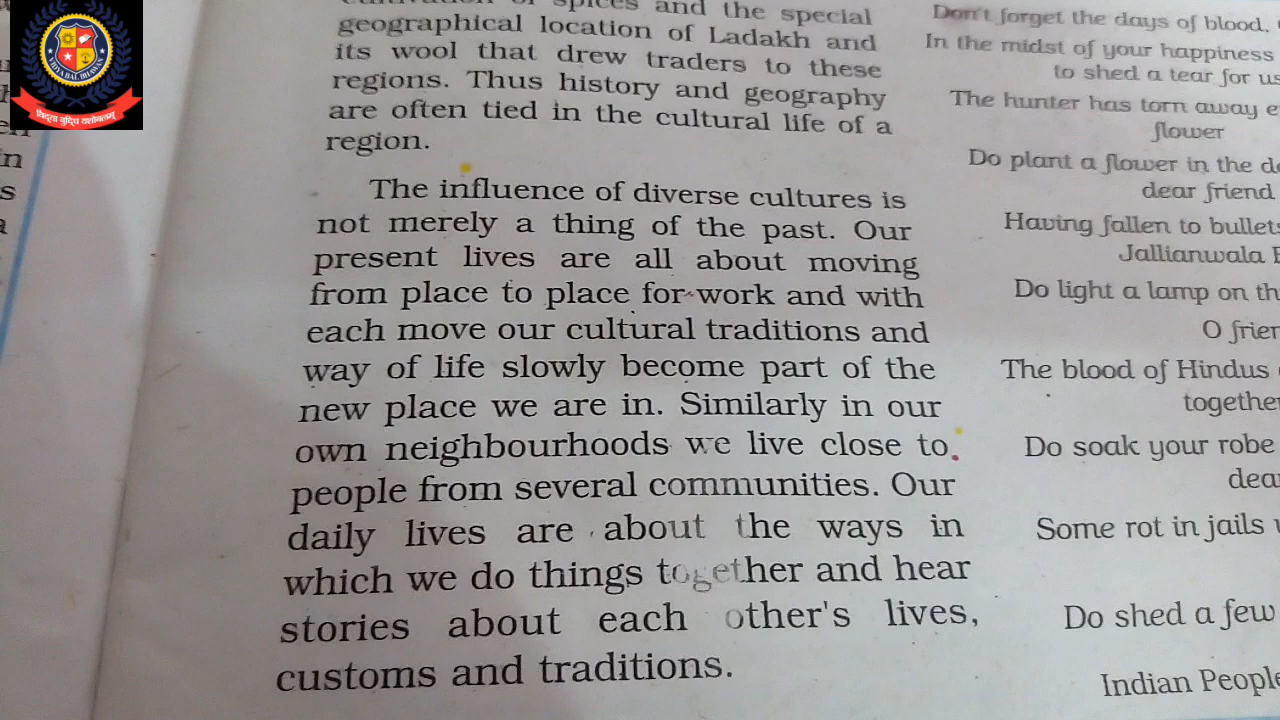 VIDYA BAL BHAWAN
and the special
geographical location of Ladakh and
its wool that drew traders to these
regions. Thus history and geography
are often tied in the cultural life of a
region.
The influence of diverse cultures is
not merely a thing of the past. Our
present lives are all about moving
from place to place for work and with
each move our cultural traditions and
way of life slowly become part of the
new place we are in. Similarly in our
own neighbourhoods we live close to
people from several communities. Our
daily lives are about the ways in
which we do things together and hear
stories about each other's lives,
customs and traditions.
Don't forget the days of blood,
In the midst of your happiness
to shed a tear for us
The hunter has torn away
flower
Do plant a flower in the
dear friend
Having fallen to bullets
Jallianwala
Do light a lamp on
O
The blood of Hindus
Do soak your robe
Some rot in jails
Do shed a few
Indian